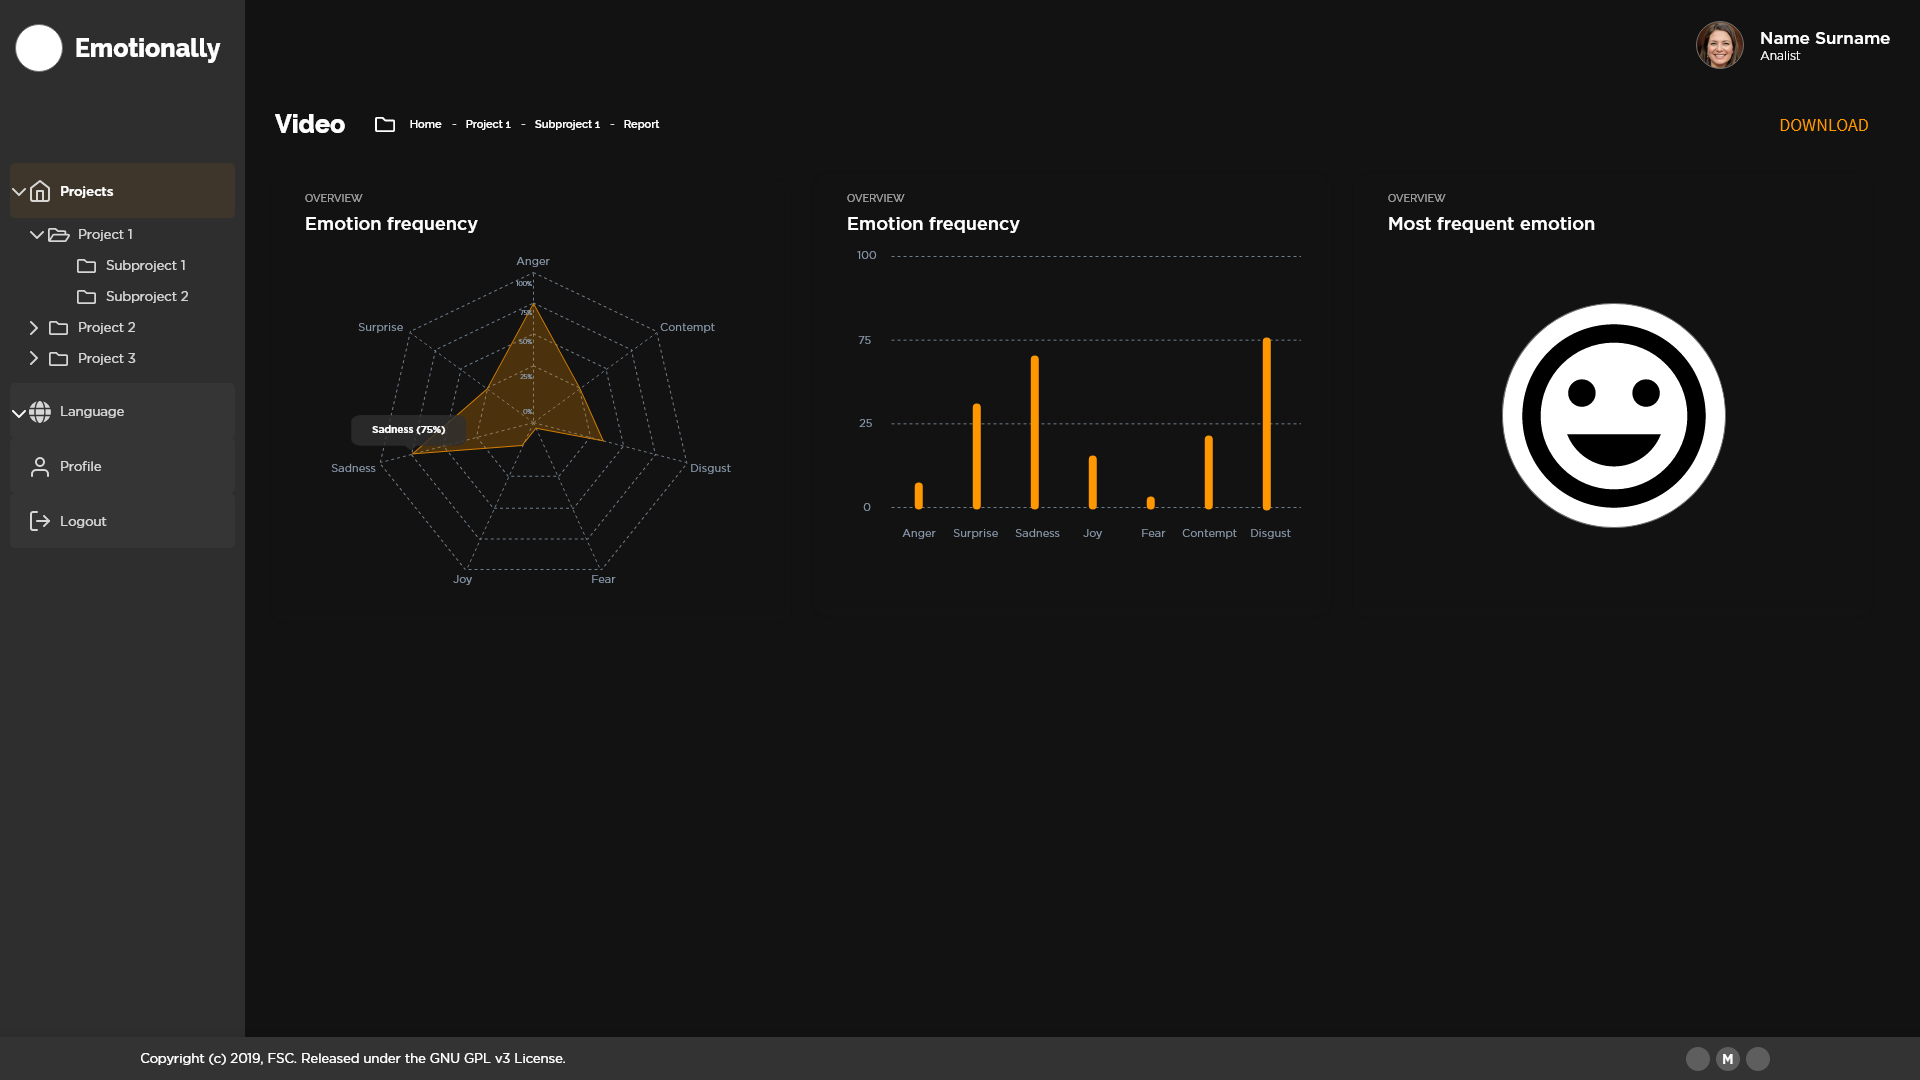 Emotionally
Name Surname
Analist
Video
Home - Project 1 - Subproject 1 - Report
DOWNLOAD
Projects
Project 1
Subproject 1
Subproject 2
Project 2
Project 3
Language
Profile
Logout
OVERVIEW
Emotion frequency
Anger
100%
75%
50%
25%
0%
Surprise
Contempt
Sadness (75%)
Sadness
Disgust
Joy
Fear
OVERVIEW
Emotion frequency
100
75
25
0
Anger Surprise Sadness Joy Fear Contempt Disgust
OVERVIEW
Most frequent emotion
Copyright (c) 2019, FSC. Released under the GNU GPL v3 License.
M